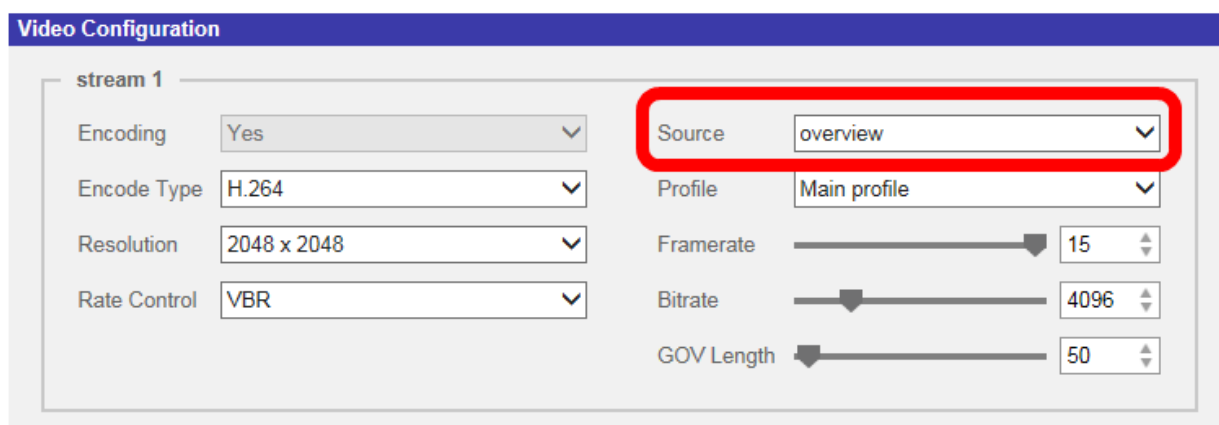 Video Configuration
stream 1
Encoding Yes Source overview
Encode Type H.264 Profile Main profile
Resolution 2048 x 2048 Framerate 15
Rate Control VBR Bitrate 4096
GOV Length 50